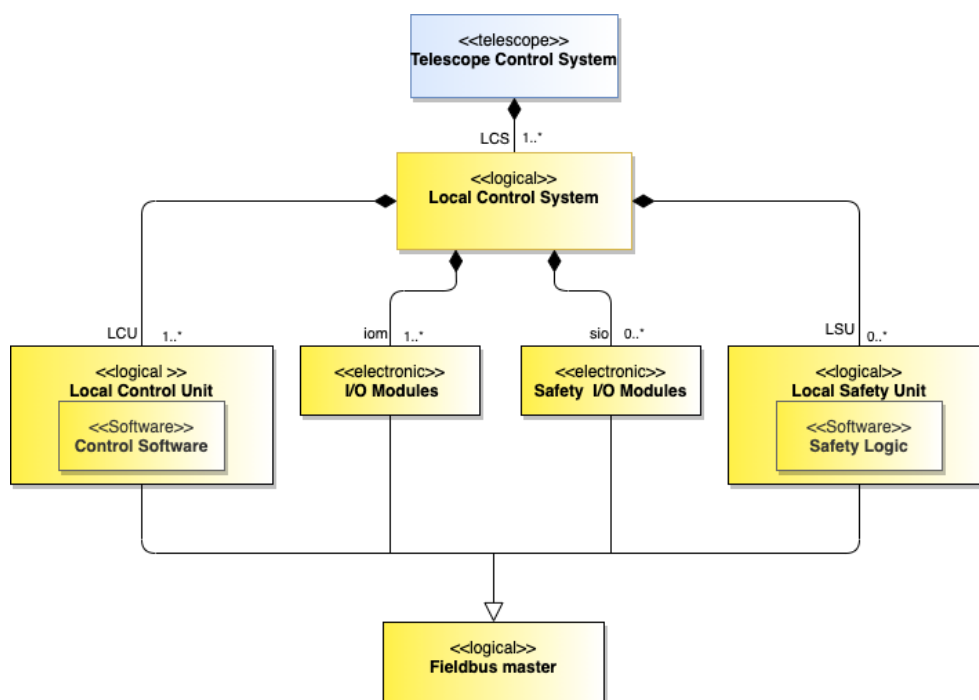 <<telescope>>
Telescope Control System
LCS 1..*
<<logical>>
Local Control System
LCU 1..*
iom 1..*
sio 0..*
LSU 0..*
<<logical >>
Local Control Unit
<<Software>>
Control Software
<<electronic>>
I/O Modules
<<electronic>>
Safety I/O Modules
<<logical>>
Local Safety Unit
<<Software>>
Safety Logic
<<logical>>
Fieldbus master